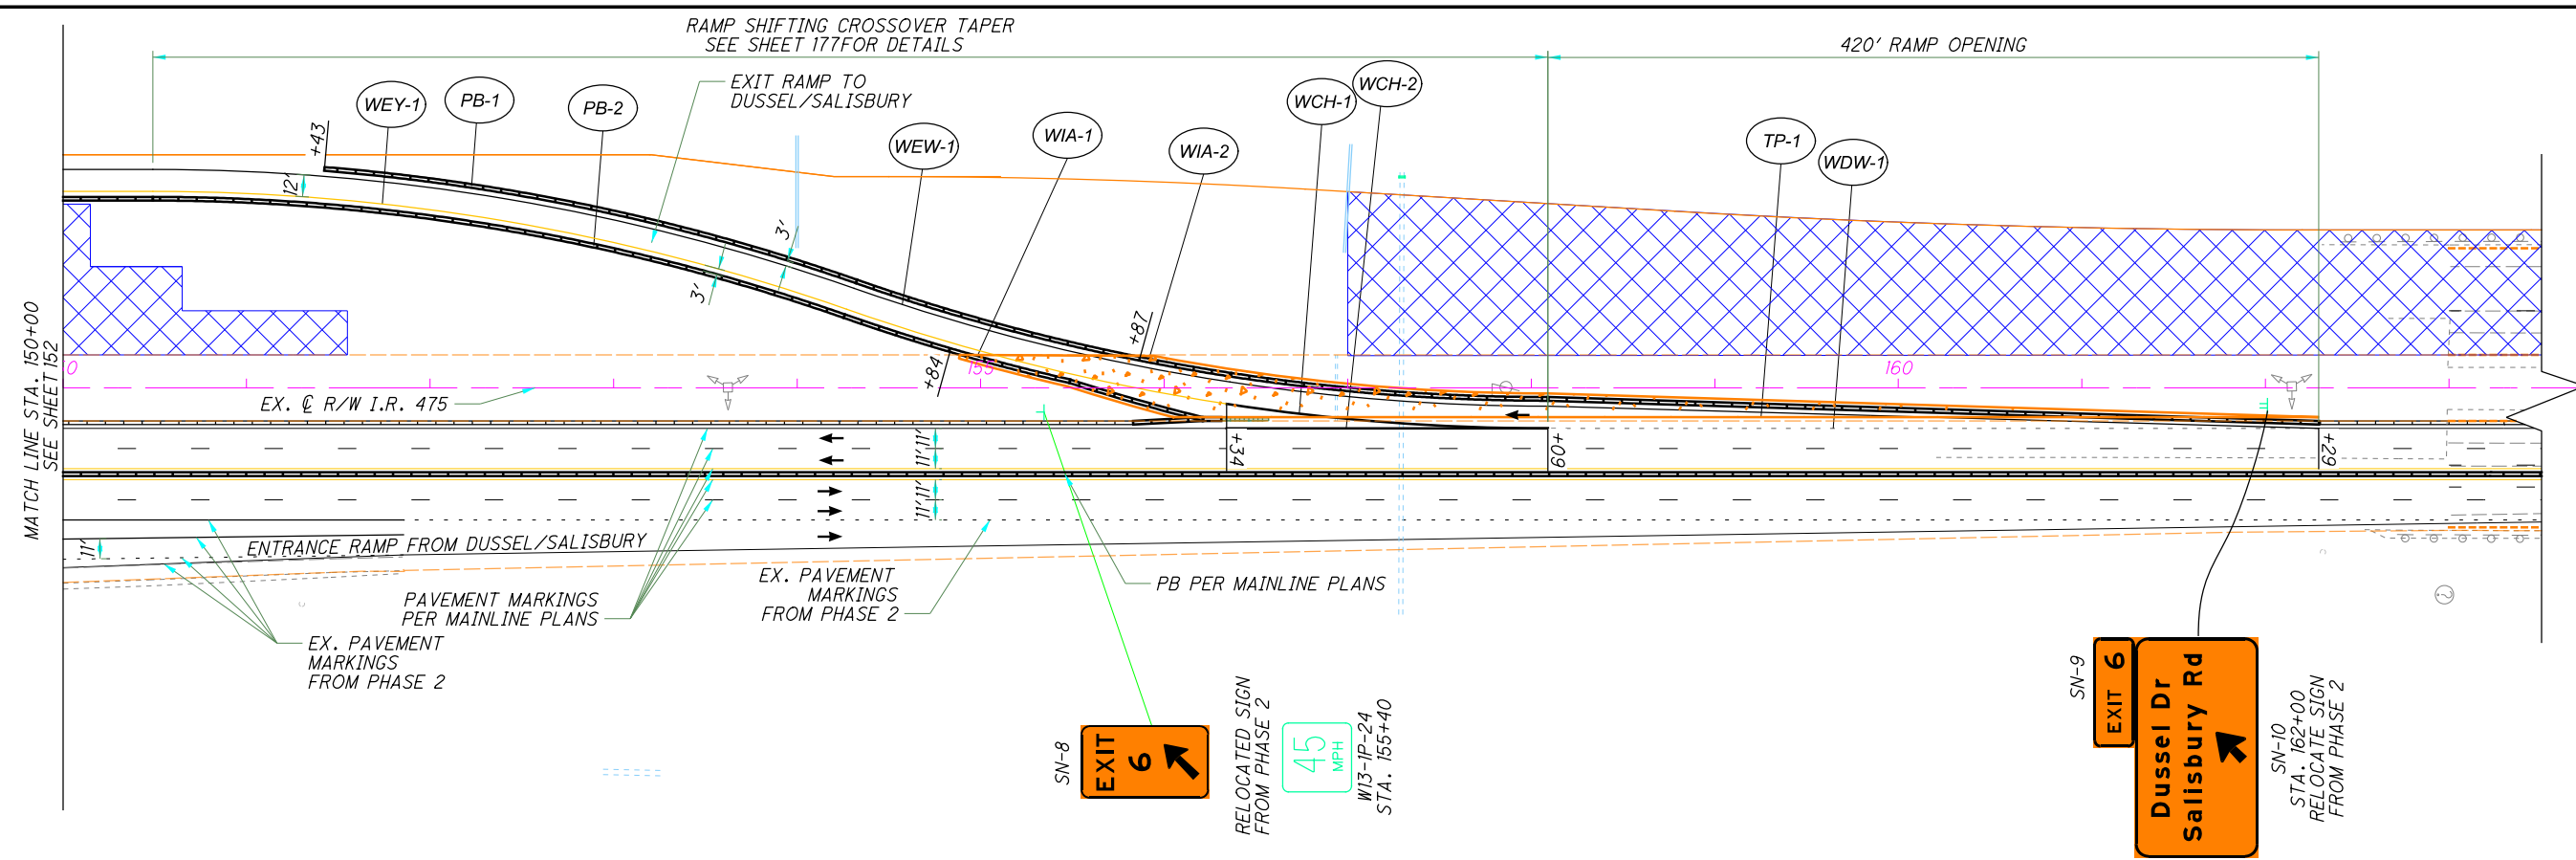 RAMP SHIFTING CROSSOVER TAPER
SEE SHEET 177FOR DETAILS
420' RAMP OPENING
EXIT RAMP TO
DUSSEL/SALISBURY
WEY-1
PB-1
PB-2
WEW-1
WIA-1
WIA-2
WCH-1
WCH-2
TP-1
WDW-1
+43
12'
3'
3'
+87
+84
MATCH LINE STA. 150+00
SEE SHEET 152
0
155
160
EX. ℄ R/W I.R. 475
+34
+09
+29
11'11'
11'11'
11'
ENTRANCE RAMP FROM DUSSEL/SALISBURY
PAVEMENT MARKINGS
PER MAINLINE PLANS
EX. PAVEMENT
MARKINGS
FROM PHASE 2
EX. PAVEMENT
MARKINGS
FROM PHASE 2
PB PER MAINLINE PLANS
SN-8
EXIT
6
RELOCATED SIGN
FROM PHASE 2
45
MPH
W13-1P-24
STA. 155+40
SN-9
EXIT 6
Dussel Dr
Salisbury Rd
SN-10
STA. 162+00
RELOCATE SIGN
FROM PHASE 2